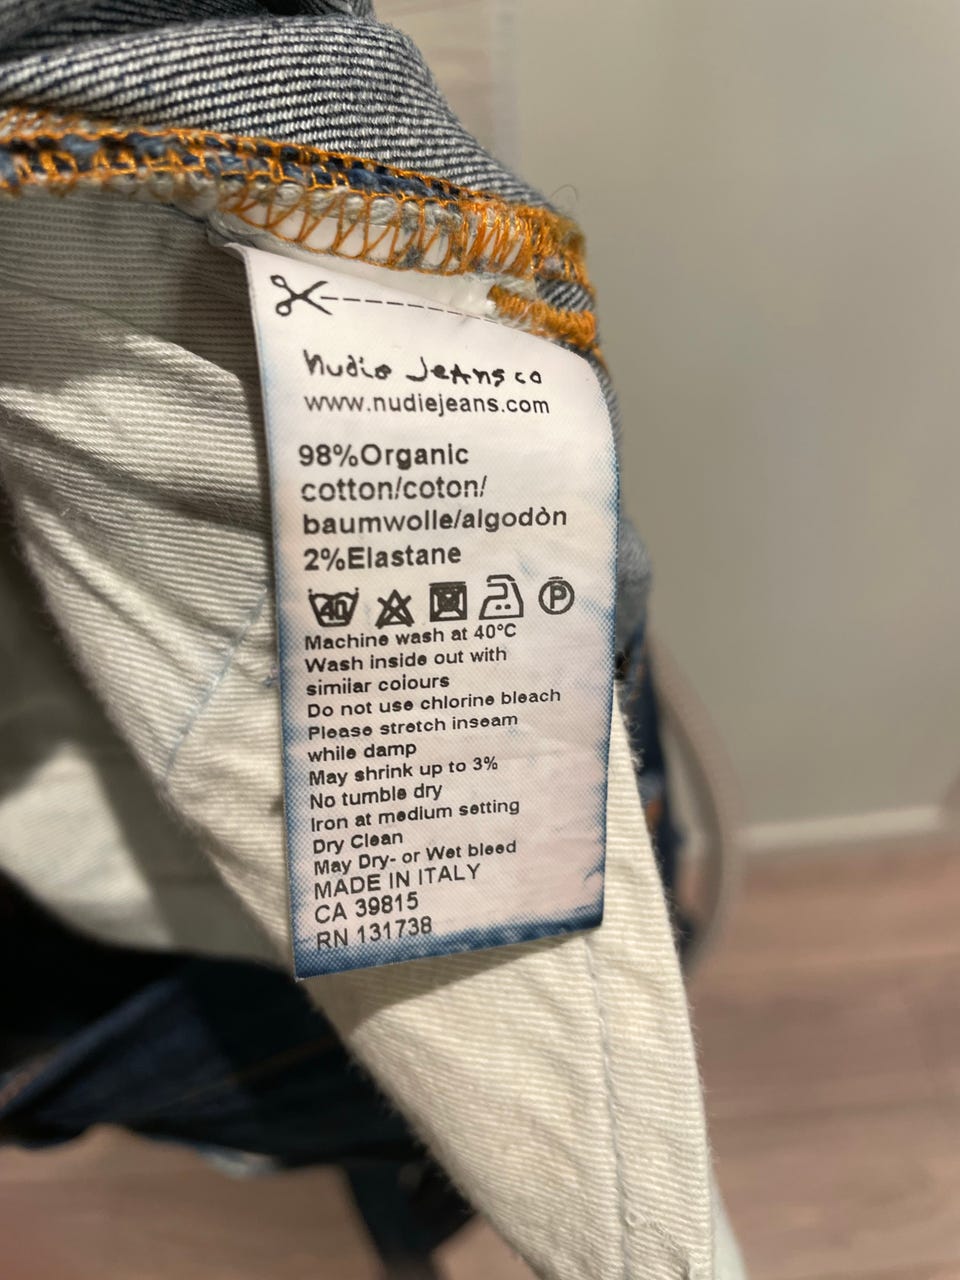 Nudie Jeans co
www.nudiejeans.com
98%Organic
cotton/coton/
baumwolle/algodòn
2%Elastane
40 P
Machine wash at 40°C
Wash inside out with
similar colours
Do not use chlorine bleach
Please stretch inseam
while damp
May shrink up to 3%
No tumble dry
Iron at medium setting
Dry Clean
May Dry- or Wet bleed
MADE IN ITALY
CA 39815
RN 131738